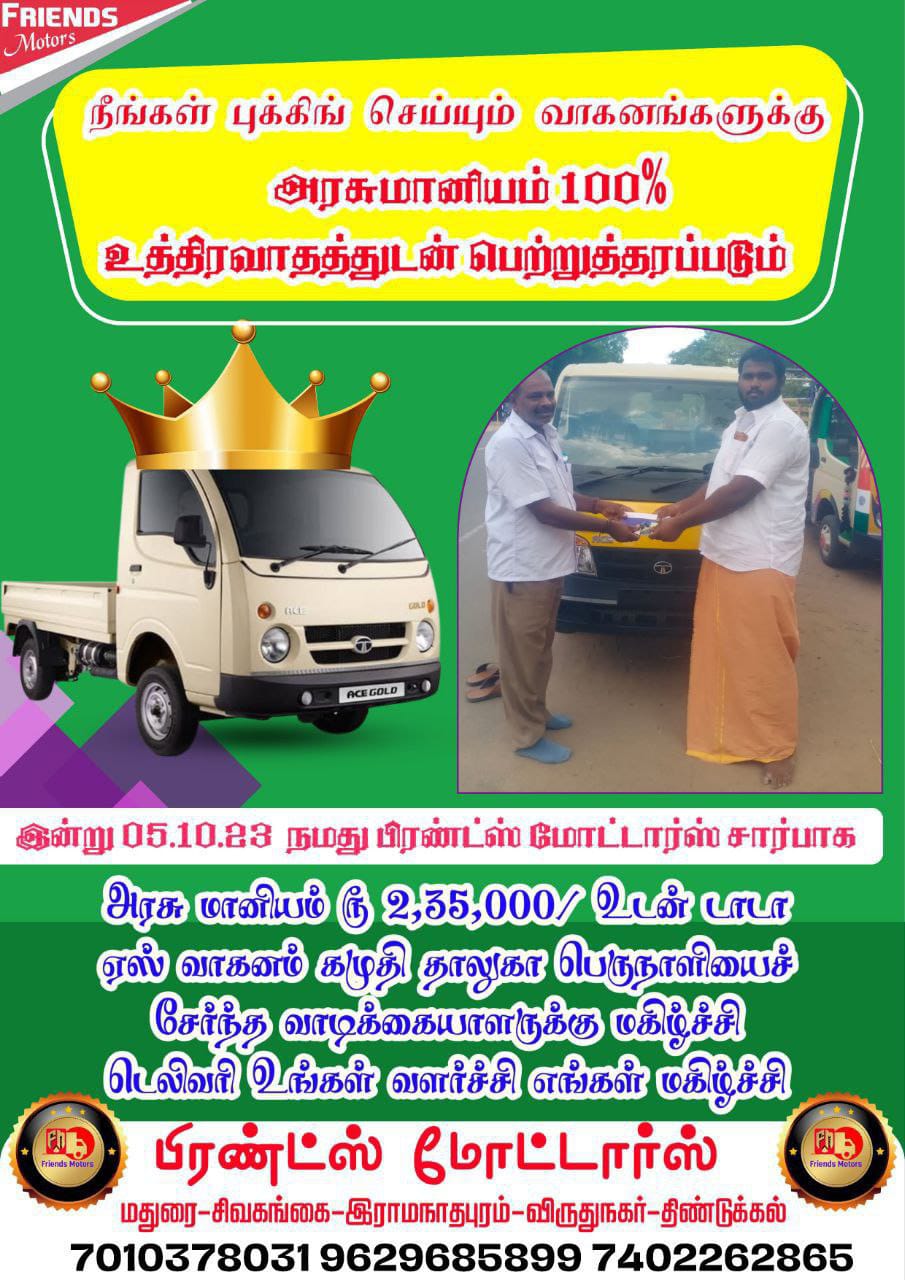 FRIENDS
Motors
நீங்கள் புக்கிங் செய்யும் வாகனங்களுக்கு
அரசுமானியம் 100%
உத்திரவாதத்துடன் பெற்றுத்தரப்படும்
ACE
GOLD
ACE GOLD
இன்று 05.10.23 நமது பிரண்ட்ஸ் மோட்டார்ஸ் சார்பாக
அரசு மானியம் ரூ 2,35,000/ உடன் டாடா
ஏஸ் வாகனம் கமுதி தாலுகா பெருநாளியைச்
சேர்ந்த வாடிக்கையாளருக்கு மகிழ்ச்சி
டெலிவரி உங்கள் வளர்ச்சி எங்கள் மகிழ்ச்சி
Friends Motors
பிரண்ட்ஸ் மோட்டார்ஸ்
Friends Motors
மதுரை-சிவகங்கை-இராமநாதபுரம்-விருதுநகர்-திண்டுக்கல்
7010378031 9629685899 7402262865